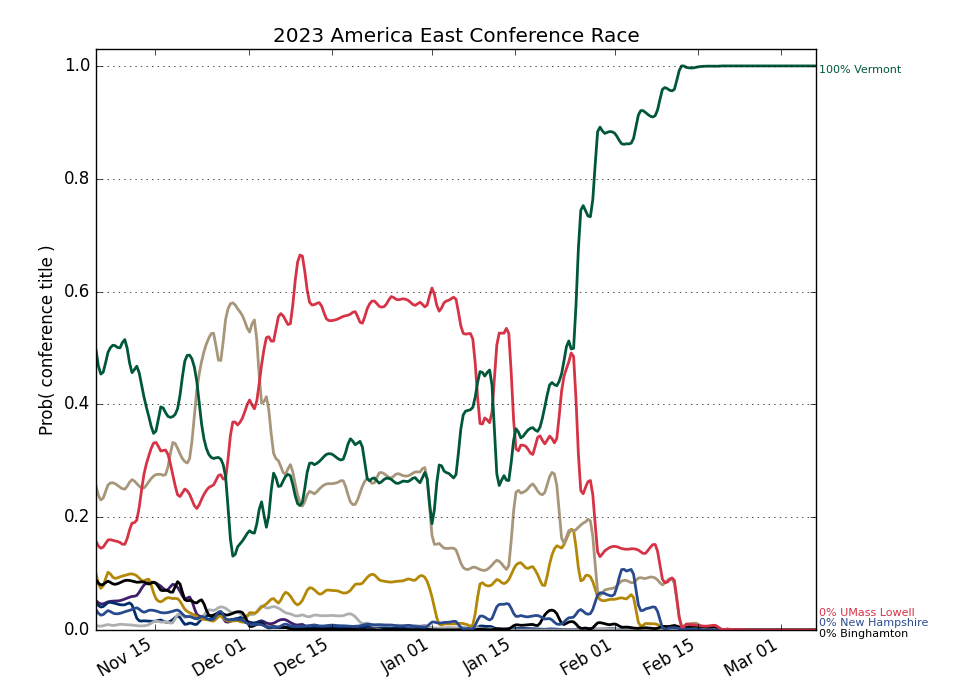 2023 America East Conference Race
1.0
0.8
0.6
0.4
0.2
0.0
Prob( conference title )
100% Vermont
0% UMass Lowell
0% New Hampshire
0% Binghamton
Nov 15
Dec 01
Dec 15
Jan 01
Jan 15
Feb 01
Feb 15
Mar 01